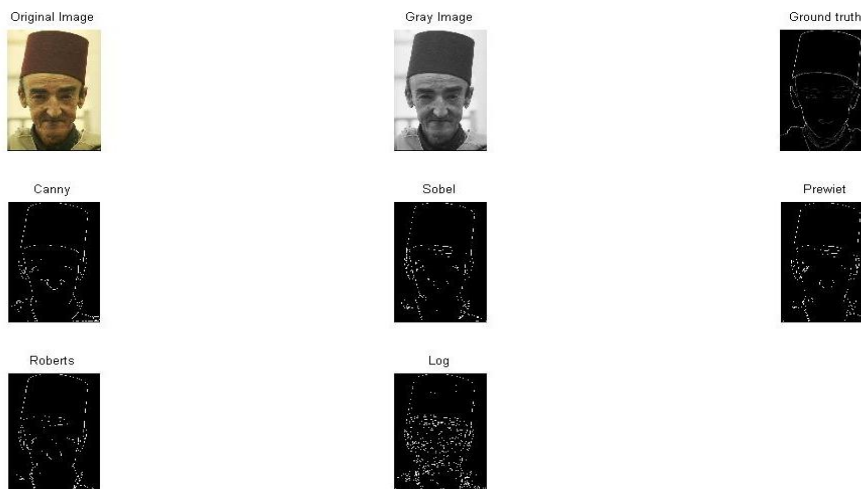 Original Image
Gray Image
Ground truth
Canny
Sobel
Prewiet
Roberts
Log